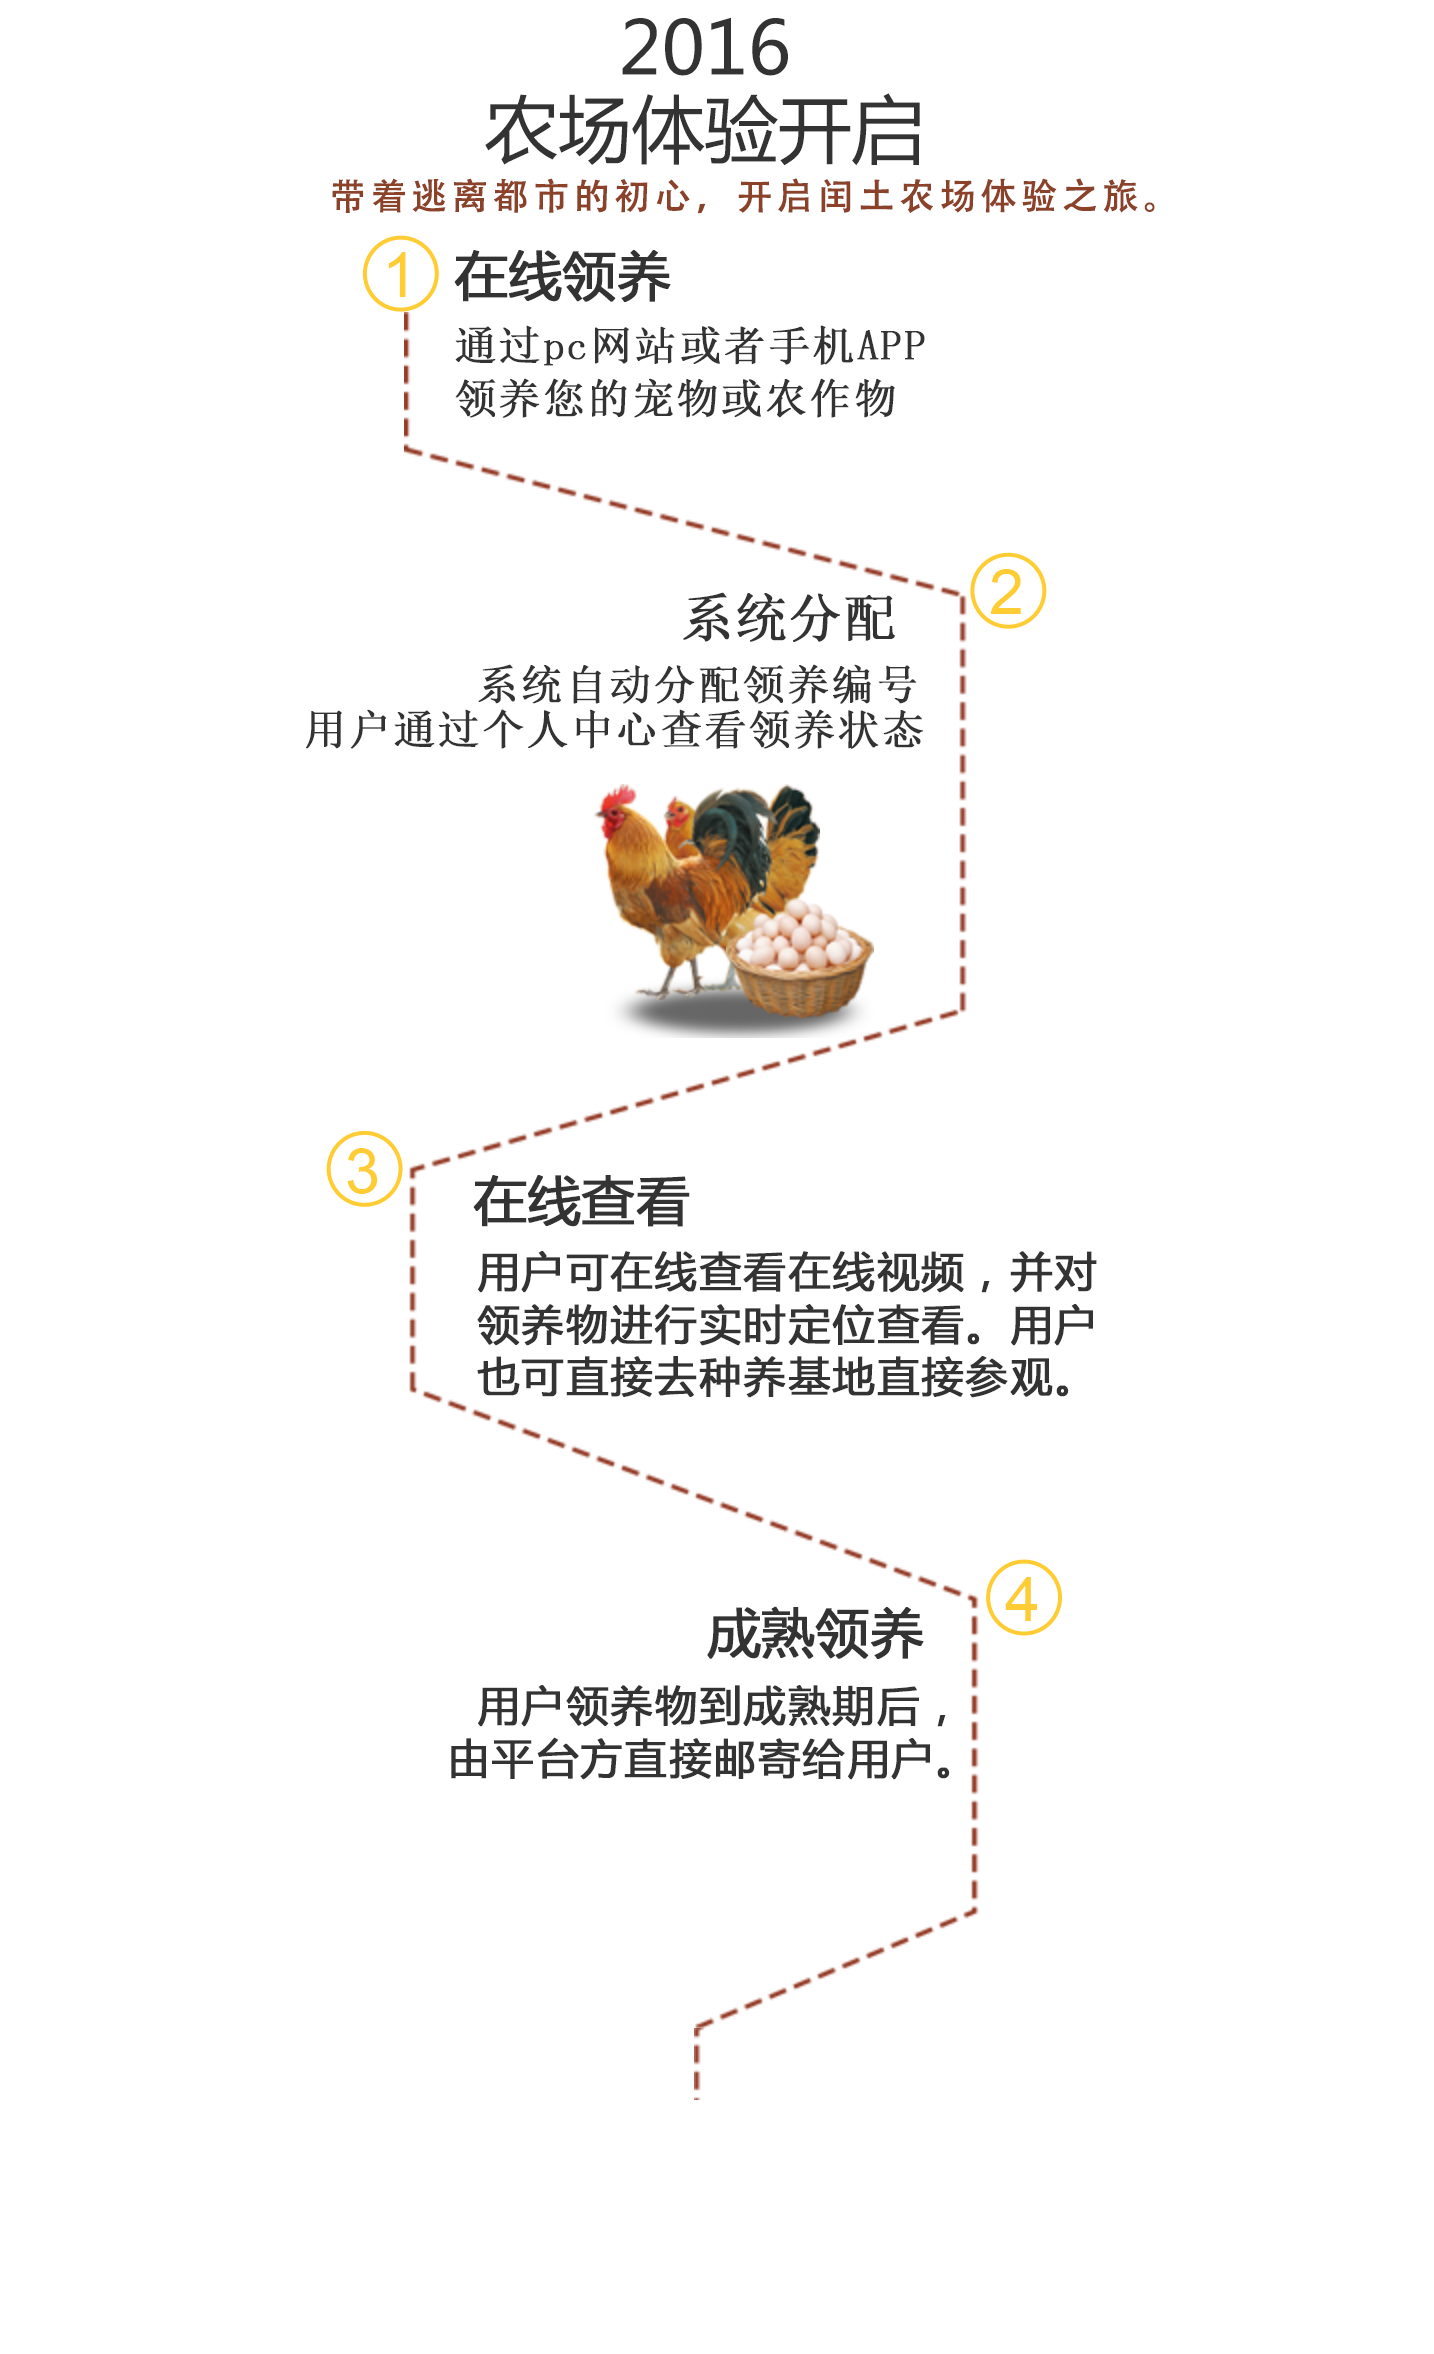 2016
农场体验开启
带着逃离都市的初心，开启闰土农场体验之旅。
1 在线领养
通过pc网站或者手机APP
领养您的宠物或农作物
2
系统分配
系统自动分配领养编号
用户通过个人中心查看领养状态
3
在线查看
用户可在线查看在线视频，并对
领养物进行实时定位查看。用户
也可直接去种养基地直接参观。
4
成熟领养
用户领养物到成熟期后，
由平台方直接邮寄给用户。